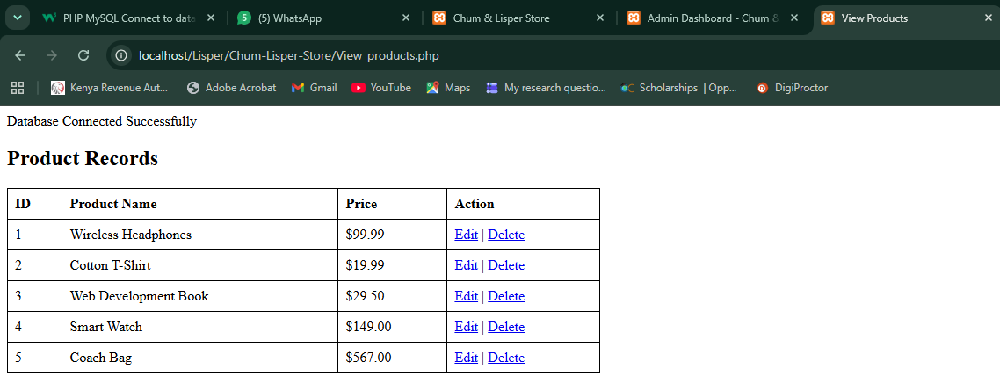 PHP MySQL Connect to data
(5) WhatsApp
Chum & Lisper Store
Admin Dashboard - Chum &
View Products
localhost/Lisper/Chum-Lisper-Store/View_products.php
Kenya Revenue Aut... Adobe Acrobat Gmail YouTube Maps My research questio... Scholarships | Opp... DigiProctor
Database Connected Successfully
Product Records
ID Product Name Price Action
1 Wireless Headphones $99.99 Edit | Delete
2 Cotton T-Shirt $19.99 Edit | Delete
3 Web Development Book $29.50 Edit | Delete
4 Smart Watch $149.00 Edit | Delete
5 Coach Bag $567.00 Edit | Delete